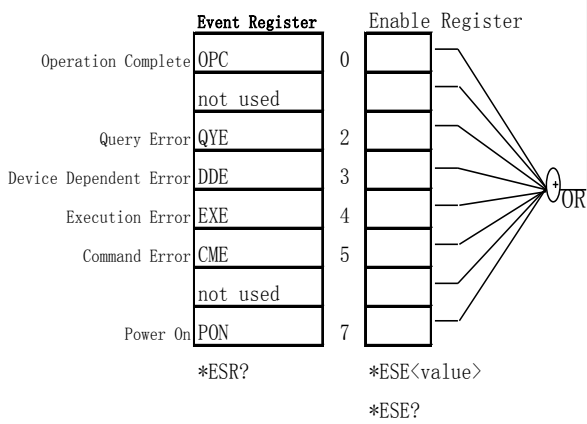 Event Register Enable Register
Operation Complete OPC 0
not used
Query Error QYE 2
Device Dependent Error DDE 3
Execution Error EXE 4
+
OR
Command Error CME 5
not used
Power On PON 7
*ESR? *ESE<value>
*ESE?